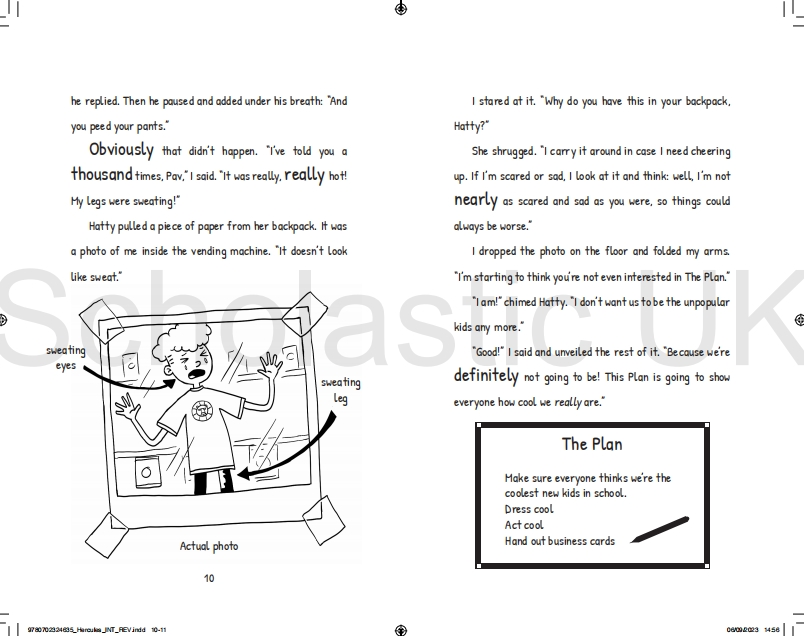 he replied. Then he paused and added under his breath: “And
you peed your pants.”
Obviously that didn’t happen. “I’ve told you a
thousand times, Pav,” I said. “It was really, really hot!
My legs were sweating!”
Hatty pulled a piece of paper from her backpack. It was
a photo of me inside the vending machine. “It doesn’t look
like sweat.”
sweating
eyes
sweating
leg
Actual photo
10
I stared at it. “Why do you have this in your backpack,
Hatty?”
She shrugged. “I carry it around in case I need cheering
up. If I’m scared or sad, I look at it and think: well, I’m not
nearly as scared and sad as you were, so things could
always be worse.”
I dropped the photo on the floor and folded my arms.
“I’m starting to think you’re not even interested in The Plan.”
“I am!” chimed Hatty. “I don’t want us to be the unpopular
kids any more.”
“Good!” I said and unveiled the rest of it. “Because we’re
definitely not going to be! This Plan is going to show
everyone how cool we really are.”
The Plan
Make sure everyone thinks we’re the
coolest new kids in school.
Dress cool
Act cool
Hand out business cards
Scholastic UK
9780702324635_Hercules_INT_REV.indd 10-11
06/09/2023 14:56